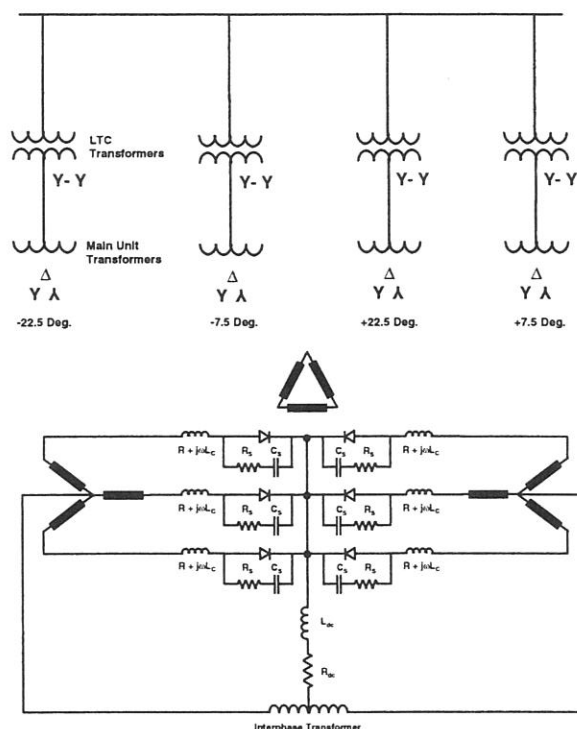 LTC
Transformers
Y- Y
Y- Y
Y- Y
Y- Y
Main Unit
Transformers
Δ
Δ
Δ
Δ
Y ⅄
Y ⅄
Y ⅄
Y ⅄
-22.5 Deg.
-7.5 Deg.
+22.5 Deg.
+7.5 Deg.
R + jωLc
Rs
Cs
Cs
Rs
R + jωLc
R + jωLc
Rs
Cs
Cs
Rs
R + jωLc
R + jωLc
Rs
Cs
Cs
Rs
R + jωLc
Ldc
Rdc
Interphase Transformer